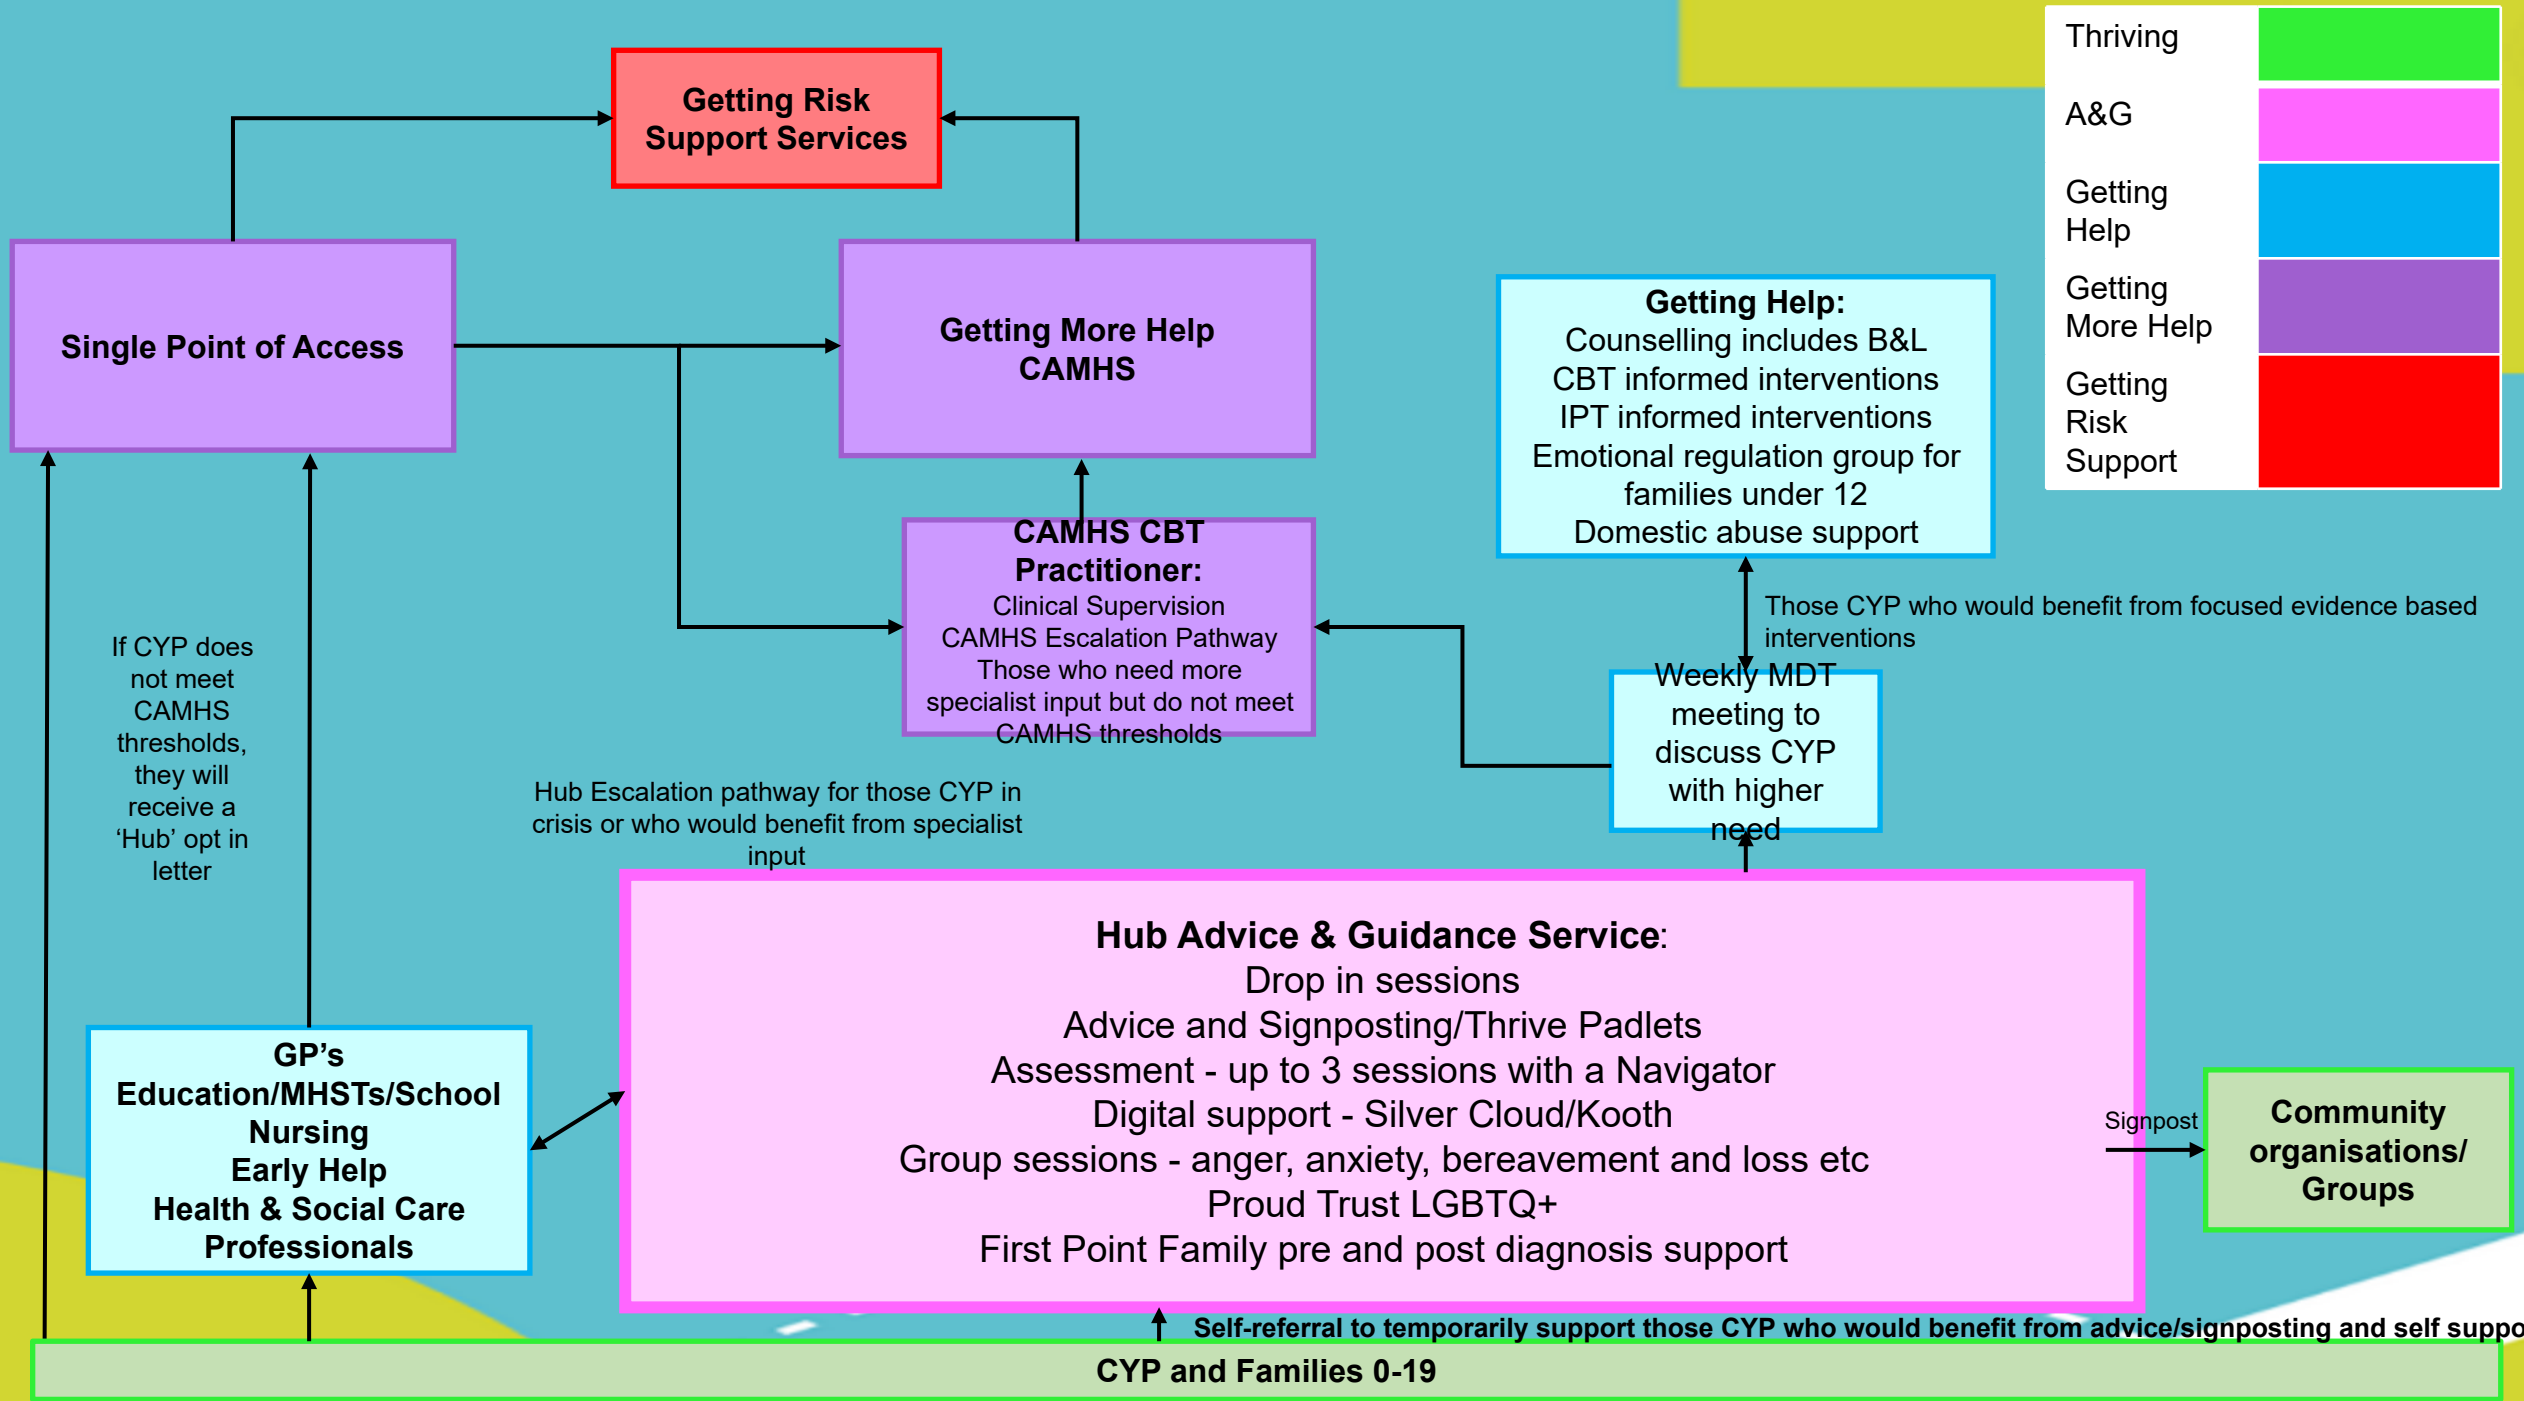 Thriving
A&G
Getting
Help
Getting
More Help
Getting
Risk
Support
Getting Risk
Support Services
Single Point of Access
Getting More Help
CAMHS
Getting Help:
Counselling includes B&L
CBT informed interventions
IPT informed interventions
Emotional regulation group for
families under 12
Domestic abuse support
CAMHS CBT
Practitioner:
Clinical Supervision
CAMHS Escalation Pathway
Those who need more
specialist input but do not meet
CAMHS thresholds
Those CYP who would benefit from focused evidence based
interventions
Weekly MDT
meeting to
discuss CYP
with higher
need
If CYP does
not meet
CAMHS
thresholds,
they will
receive a
‘Hub’ opt in
letter
Hub Escalation pathway for those CYP in
crisis or who would benefit from specialist
input
Hub Advice & Guidance Service:
Drop in sessions
Advice and Signposting/Thrive Padlets
Assessment - up to 3 sessions with a Navigator
Digital support - Silver Cloud/Kooth
Group sessions - anger, anxiety, bereavement and loss etc
Proud Trust LGBTQ+
First Point Family pre and post diagnosis support
GP’s
Education/MHSTs/School
Nursing
Early Help
Health & Social Care
Professionals
Signpost
Community
organisations/
Groups
Self-referral to temporarily support those CYP who would benefit from advice/signposting and self suppo
CYP and Families 0-19